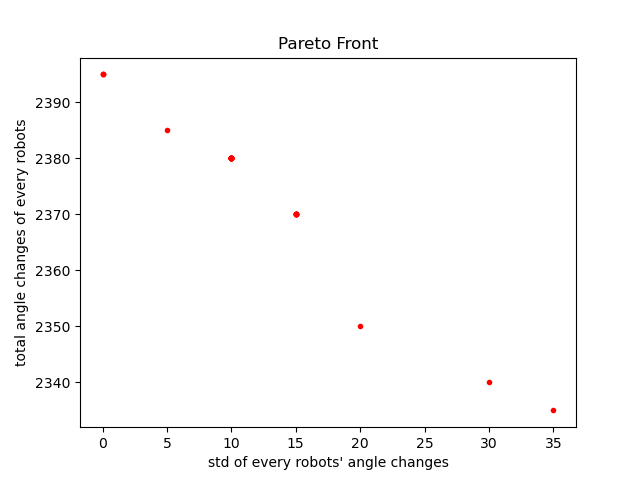 Pareto Front
total angle changes of every robots
2390
2380
2370
2360
2350
2340
0 5 10 15 20 25 30 35
std of every robots' angle changes